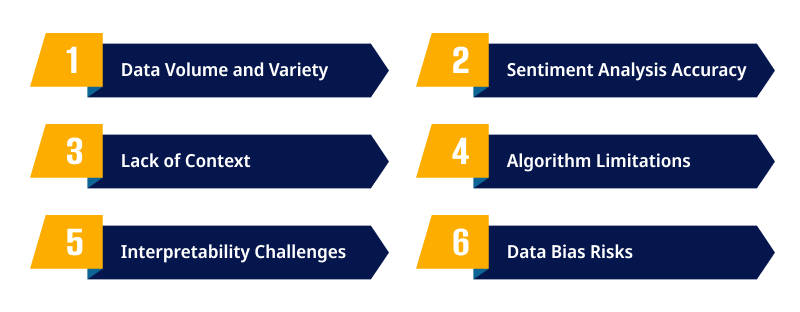 1
Data Volume and Variety
2
Sentiment Analysis Accuracy
3
Lack of Context
4
Algorithm Limitations
5
Interpretability Challenges
6
Data Bias Risks